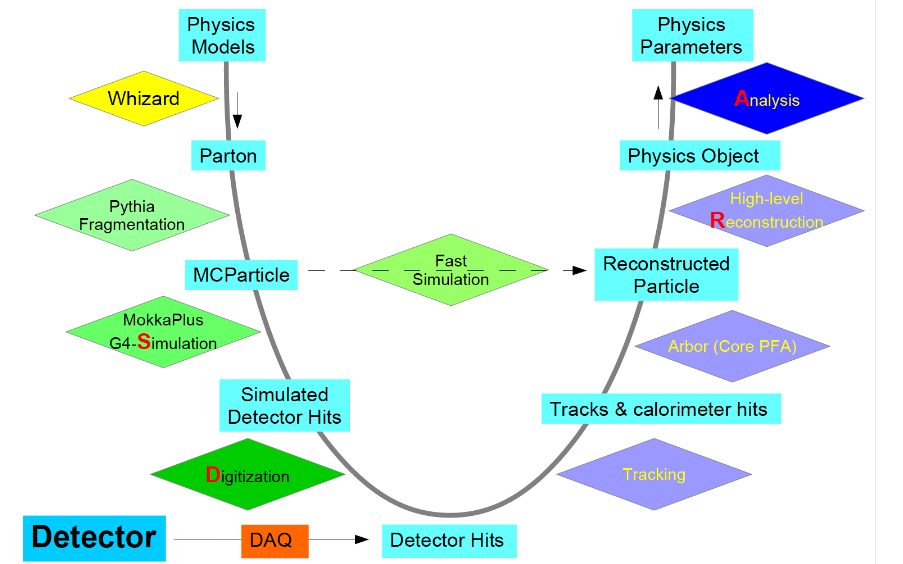 Physics
Models
Physics
Parameters
Whizard
Analysis
Parton
Physics Object
Pythia
Fragmentation
High-level
Reconstruction
MCParticle
Fast
Simulation
Reconstructed
Particle
MokkaPlus
G4-Simulation
Arbor (Core PFA)
Simulated
Detector Hits
Tracks & calorimeter hits
Digitization
Tracking
Detector
DAQ
Detector Hits